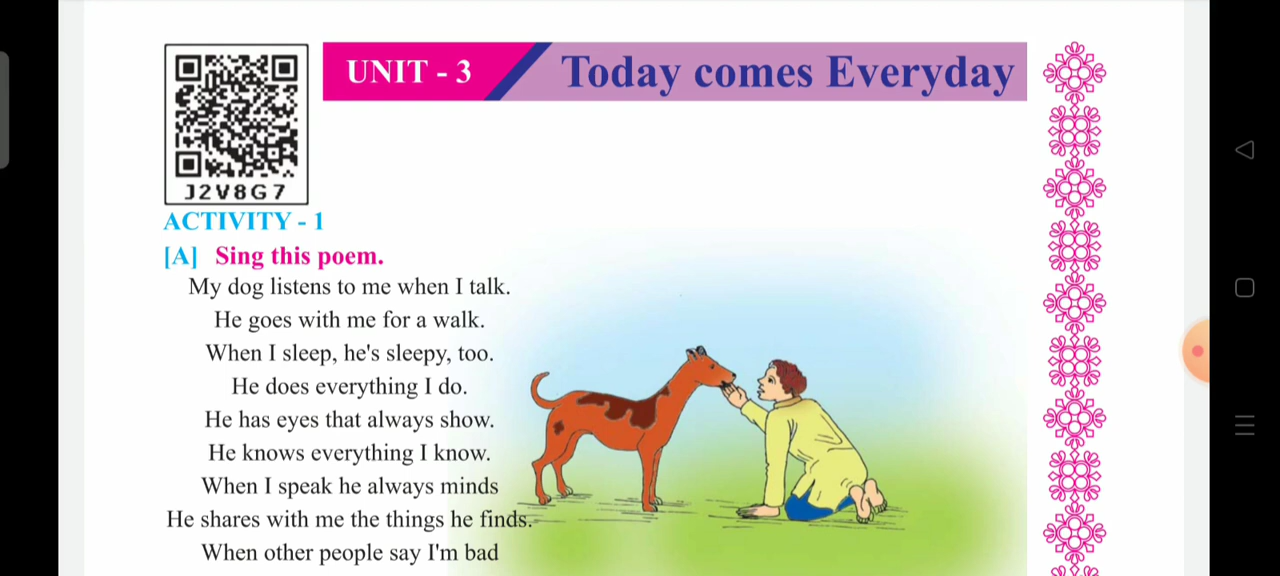 UNIT - 3
Today comes Everyday
J2V8G7
ACTIVITY - 1
[A] Sing this poem.
My dog listens to me when I talk.
He goes with me for a walk.
When I sleep, he's sleepy, too.
He does everything I do.
He has eyes that always show.
He knows everything I know.
When I speak he always minds
He shares with me the things he finds.
When other people say I'm bad